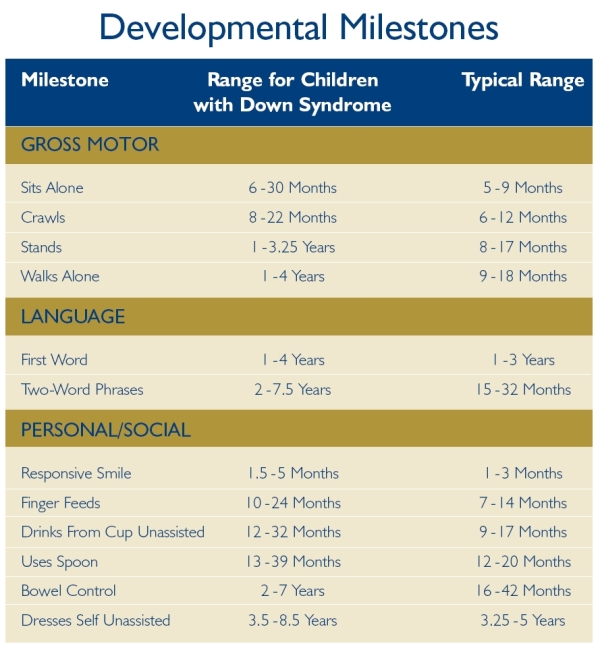 Developmental Milestones
Milestone Range for Children with Down Syndrome Typical Range
GROSS MOTOR
Sits Alone 6-30 Months 5-9 Months
Crawls 8-22 Months 6-12 Months
Stands 1-3.25 Years 8-17 Months
Walks Alone 1-4 Years 9-18 Months
LANGUAGE
First Word 1-4 Years 1-3 Years
Two-Word Phrases 2-7.5 Years 15-32 Months
PERSONAL/SOCIAL
Responsive Smile 1.5-5 Months 1-3 Months
Finger Feeds 10-24 Months 7-14 Months
Drinks From Cup Unassisted 12-32 Months 9-17 Months
Uses Spoon 13-39 Months 12-20 Months
Bowel Control 2-7 Years 16-42 Months
Dresses Self Unassisted 3.5-8.5 Years 3.25-5 Years